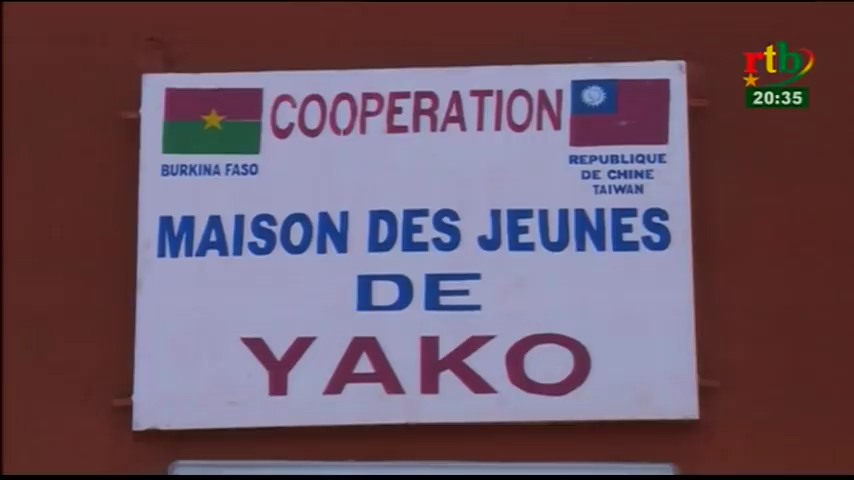 rtb
20:35
COOPERATION
BURKINA FASO
REPUBLIQUE
DE CHINE
TAIWAN
MAISON DES JEUNES
DE
YAKO